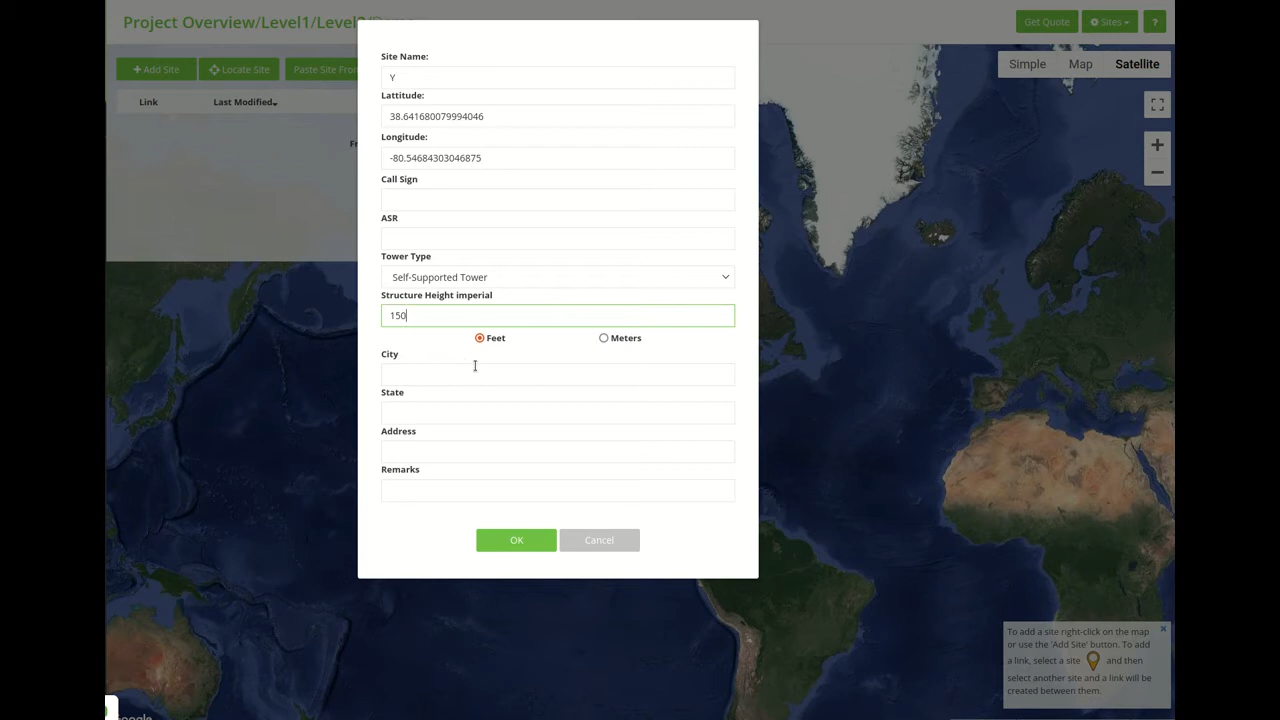 Project Overview/Level1/Level2/Demo
Get Quote
Sites
?
+ Add Site
Locate Site
Paste Site From
Simple
Map
Satellite
Link
Last Modified
Fr
Site Name:
Y
Lattitude:
38.641680079994046
Longitude:
-80.54684303046875
Call Sign
ASR
Tower Type
Self-Supported Tower
Structure Height imperial
150
Feet
Meters
City
State
Address
Remarks
OK
Cancel
+
−
To add a site right-click on the map
or use the 'Add Site' button. To add
a link, select a site and then
select another site and a link will be
created between them.